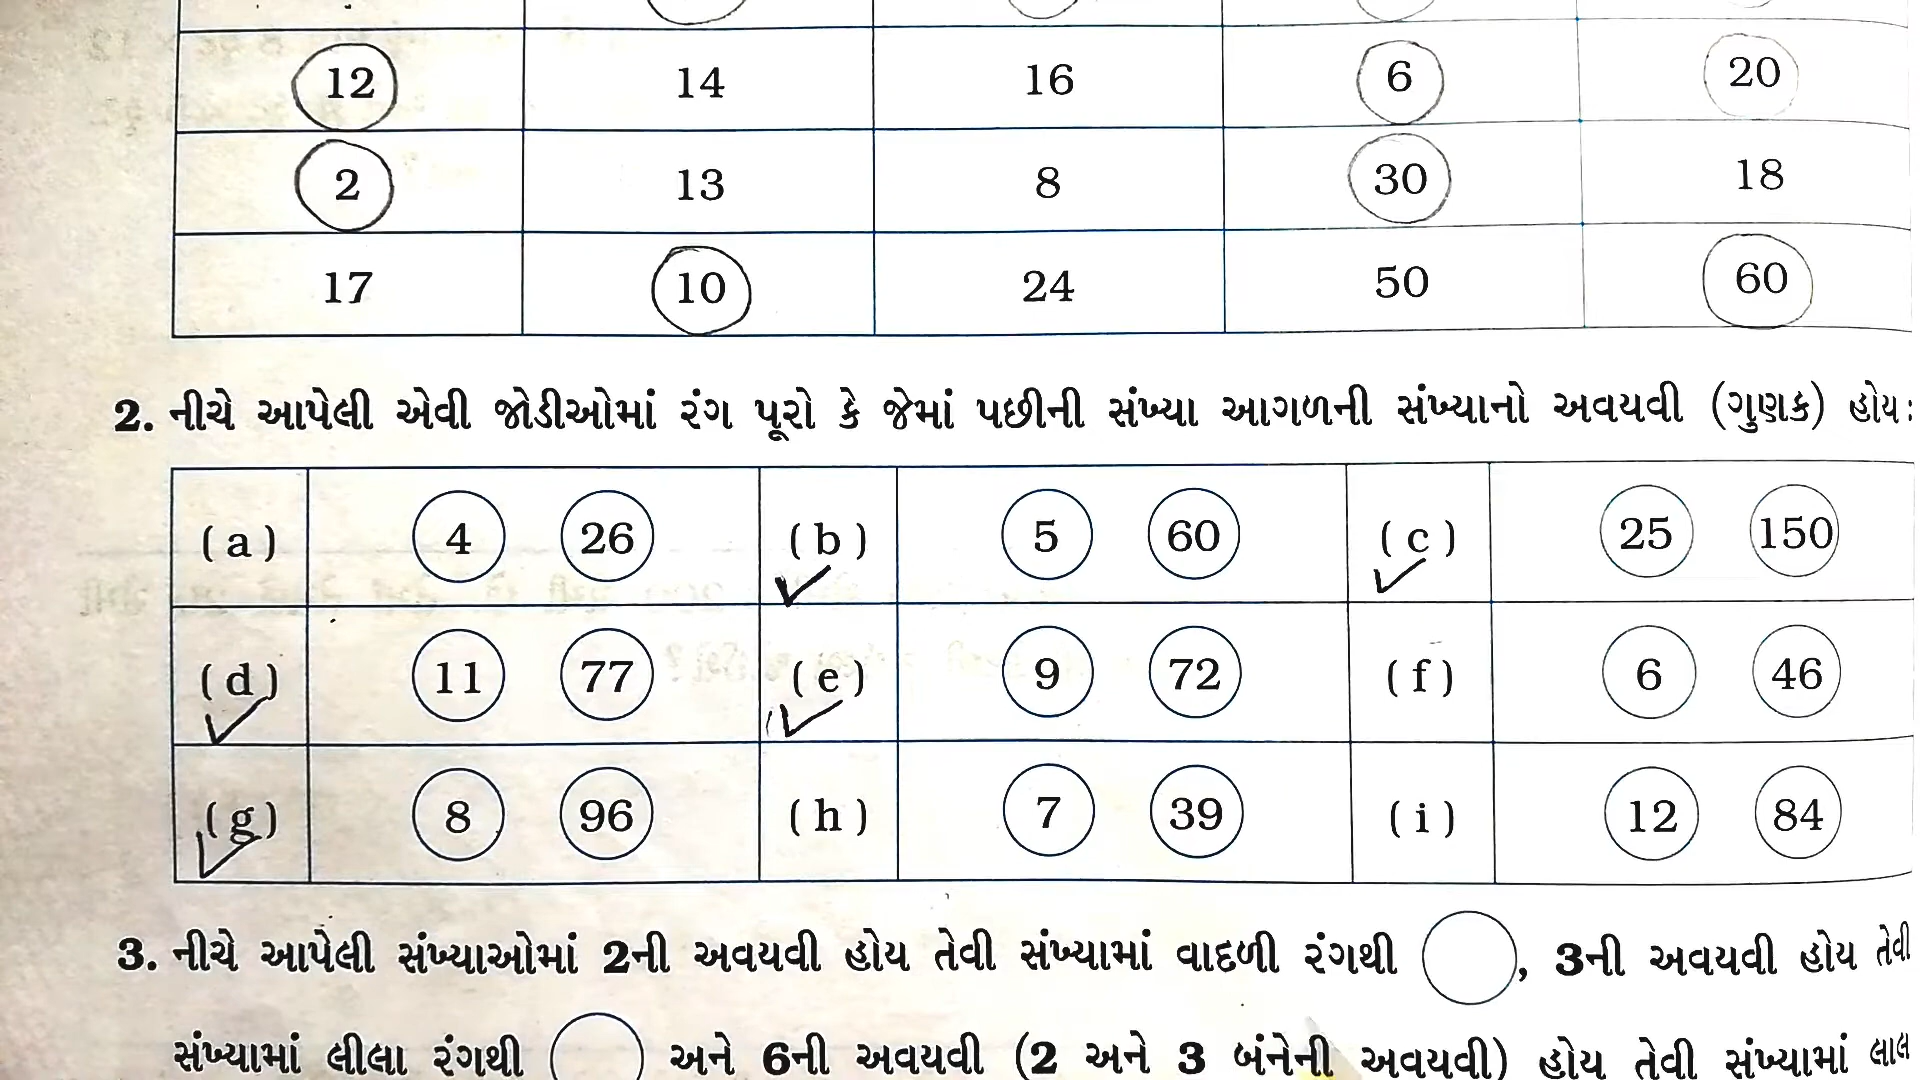 12 14 16 6 20
2 13 8 30 18
17 10 24 50 60
2. નીચે આપેલી એવી જોડીઓમાં રંગ પૂરો કે જેમાં પછીની સંખ્યા આગળની સંખ્યાનો અવયવી (ગુણક) હોય:
(a) 4 26 (b) 5 60 (c) 25 150
(d) 11 77 (e) 9 72 (f) 6 46
(g) 8 96 (h) 7 39 (i) 12 84
3. નીચે આપેલી સંખ્યાઓમાં 2ની અવયવી હોય તેવી સંખ્યામાં વાદળી રંગથી , 3ની અવયવી હોય તેવી
સંખ્યામાં લીલા રંગથી અને 6ની અવયવી (2 અને 3 બંનેની અવયવી) હોય તેવી સંખ્યામાં લાલ